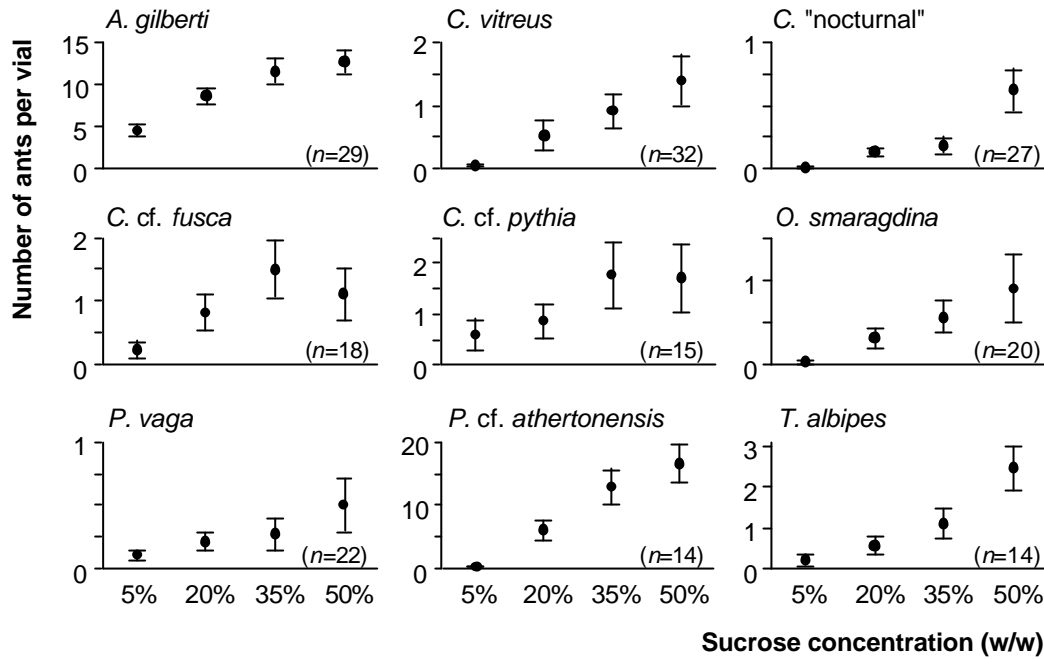 Number of ants per vial
A. gilberti
15
10
5
0
(n=29)
C. vitreus
2
1
0
(n=32)
C. "nocturnal"
1
0
(n=27)
C. cf. fusca
2
1
0
(n=18)
C. cf. pythia
2
1
0
(n=15)
O. smaragdina
1
0
(n=20)
P. vaga
1
0
(n=22)
5% 20% 35% 50%
P. cf. athertonensis
20
10
0
(n=14)
5% 20% 35% 50%
T. albipes
3
2
1
0
(n=14)
5% 20% 35% 50%
Sucrose concentration (w/w)